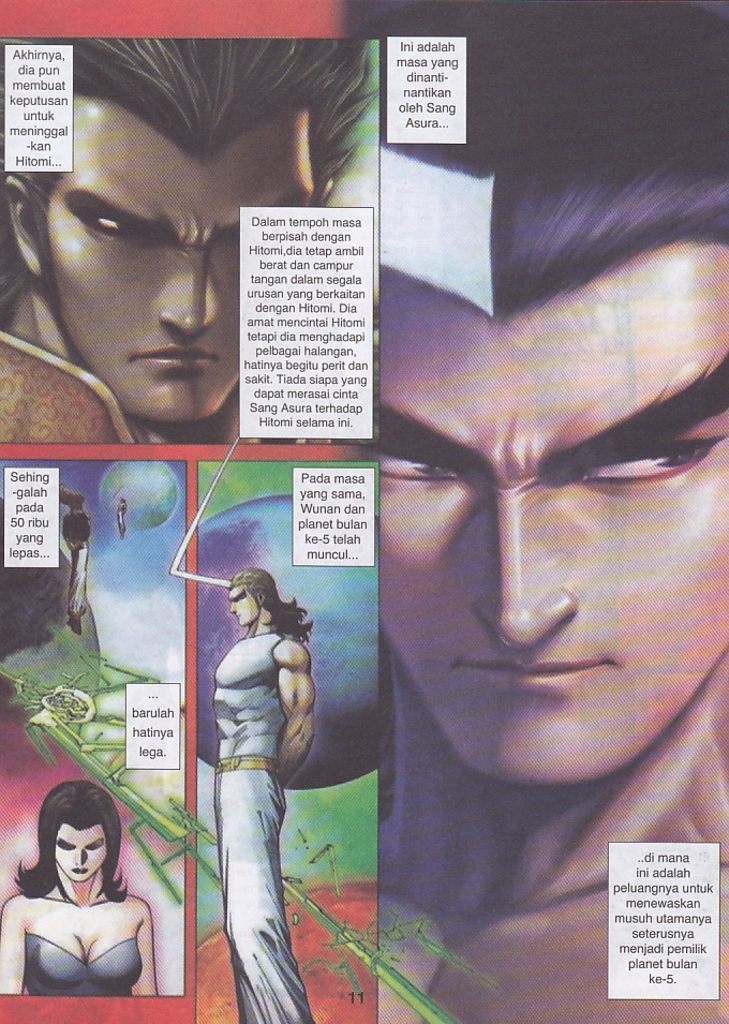 Akhirnya,
dia pun
membuat
keputusan
untuk
meninggal
-kan
Hitomi...
Dalam tempoh masa
berpisah dengan
Hitomi,dia tetap ambil
berat dan campur
tangan dalam segala
urusan yang berkaitan
dengan Hitomi. Dia
amat mencintai Hitomi
tetapi dia menghadapi
pelbagai halangan,
hatinya begitu perit dan
sakit. Tiada siapa yang
dapat merasai cinta
Sang Asura terhadap
Hitomi selama ini.
Sehing
-galah
pada
50 ribu
yang
lepas...
...
barulah
hatinya
lega.
Pada masa
yang sama,
Wunan dan
planet bulan
ke-5 telah
muncul...
Ini adalah
masa yang
dinanti-
nantikan
oleh Sang
Asura...
..di mana
ini adalah
peluangnya untuk
menewaskan
musuh utamanya
seterusnya
menjadi pemilik
planet bulan
ke-5.
11